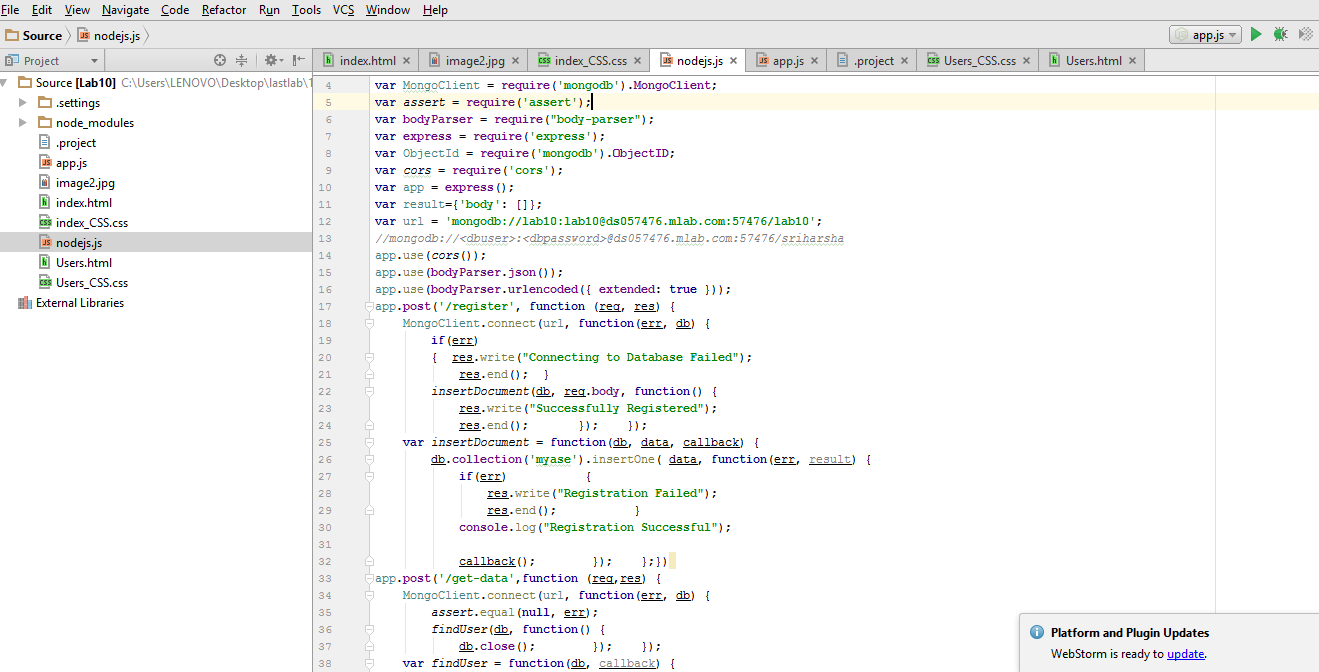 File Edit View Navigate Code Refactor Run Tools VCS Window Help
Source nodejs.js app.js
Project
index.html image2.jpg index_CSS.css nodejs.js app.js .project Users_CSS.css Users.html
Source [Lab10] C:\Users\LENOVO\Desktop\lastlab\1
.settings
node_modules
.project
app.js
image2.jpg
index.html
index_CSS.css
nodejs.js
Users.html
Users_CSS.css
External Libraries
4 var MongoClient = require('mongodb').MongoClient;
5 var assert = require('assert');
6 var bodyParser = require("body-parser");
7 var express = require('express');
8 var ObjectId = require('mongodb').ObjectID;
9 var cors = require('cors');
10 var app = express();
11 var result={'body': []};
12 var url = 'mongodb://lab10:lab10@ds057476.mlab.com:57476/lab10';
13 //mongodb://<dbuser>:<dbpassword>@ds057476.mlab.com:57476/sriharsha
14 app.use(cors());
15 app.use(bodyParser.json());
16 app.use(bodyParser.urlencoded({ extended: true }));
17 app.post('/register', function (req, res) {
18 MongoClient.connect(url, function(err, db) {
19 if(err)
20 { res.write("Connecting to Database Failed");
21 res.end(); }
22 insertDocument(db, req.body, function() {
23 res.write("Successfully Registered");
24 res.end(); }); });
25 var insertDocument = function(db, data, callback) {
26 db.collection('myase').insertOne( data, function(err, result) {
27 if(err) {
28 res.write("Registration Failed");
29 res.end(); }
30 console.log("Registration Successful");
31
32 callback(); }); };})
33 app.post('/get-data',function (req,res) {
34 MongoClient.connect(url, function(err, db) {
35 assert.equal(null, err);
36 findUser(db, function() {
37 db.close(); }); });
38 var findUser = function(db, callback) {
Platform and Plugin Updates
WebStorm is ready to update.